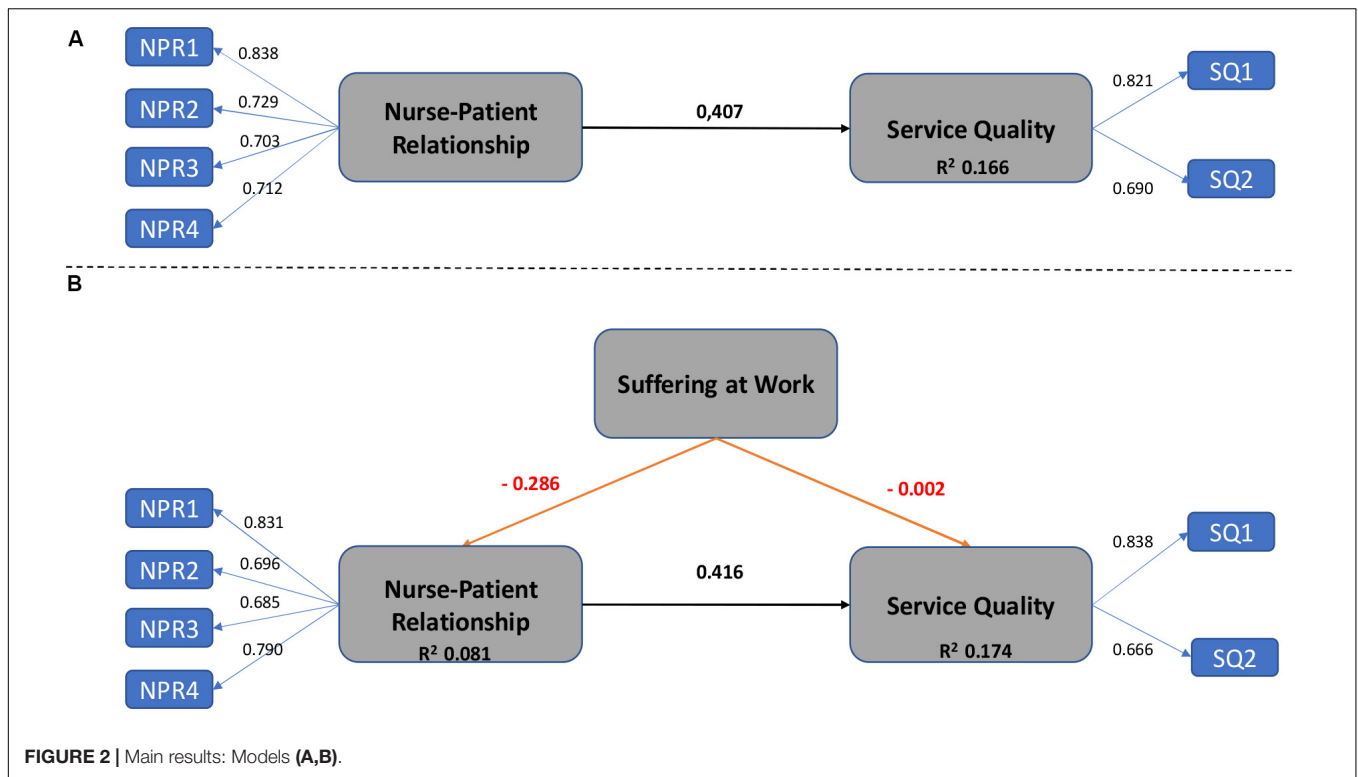 A
NPR1
0.838
NPR2
0.729
NPR3
0.703
NPR4
0.712
Nurse-Patient
Relationship
0,407
Service Quality
R² 0.166
0.821
SQ1
0.690
SQ2
B
Suffering at Work
- 0.286
- 0.002
NPR1
0.831
NPR2
0.696
NPR3
0.685
NPR4
0.790
Nurse-Patient
Relationship
R² 0.081
0.416
Service Quality
R² 0.174
0.838
SQ1
0.666
SQ2
FIGURE 2 | Main results: Models (A,B).